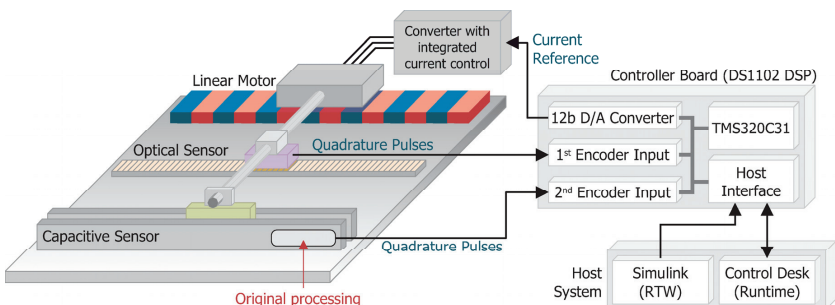 Converter with
integrated
current control
Current
Reference
Controller Board (DS1102 DSP)
Linear Motor
12b D/A Converter
TMS320C31
Optical Sensor
Quadrature Pulses
1st Encoder Input
Host
Interface
2nd Encoder Input
Capacitive Sensor
Quadrature Pulses
Original processing
Host
System
Simulink
(RTW)
Control Desk
(Runtime)